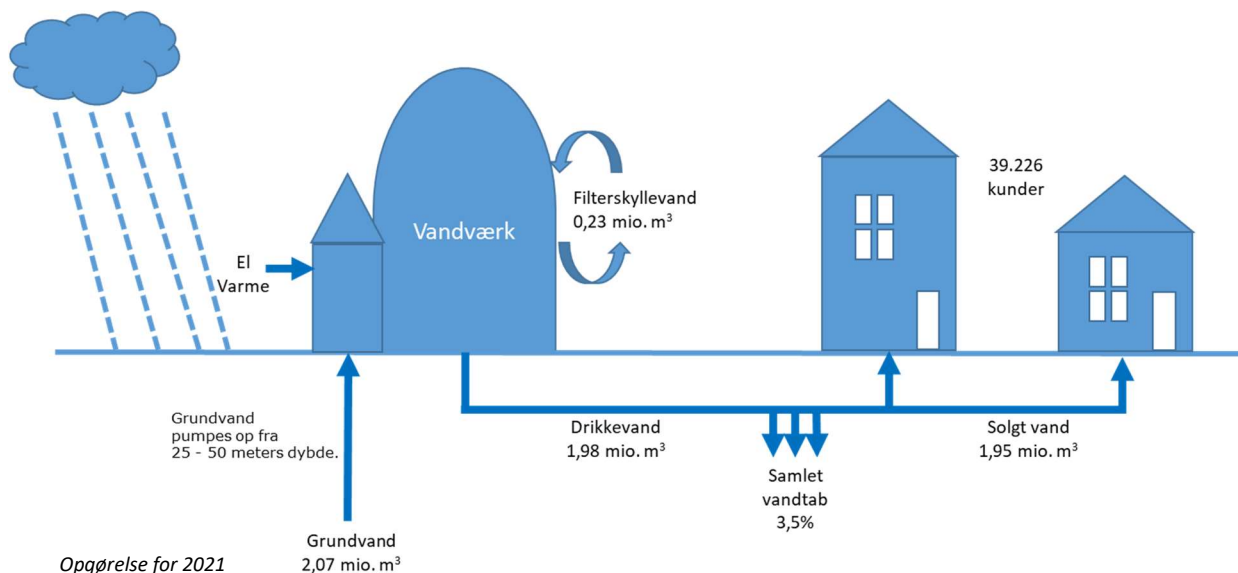 Vandværk
Filterskyllevand
0,23 mio. m³
39.226
kunder
El
Varme
Grundvand
pumpes op fra
25 - 50 meters dybde.
Drikkevand
1,98 mio. m³
Solgt vand
1,95 mio. m³
Samlet
vandtab
3,5%
Grundvand
2,07 mio. m³
Opgørelse for 2021